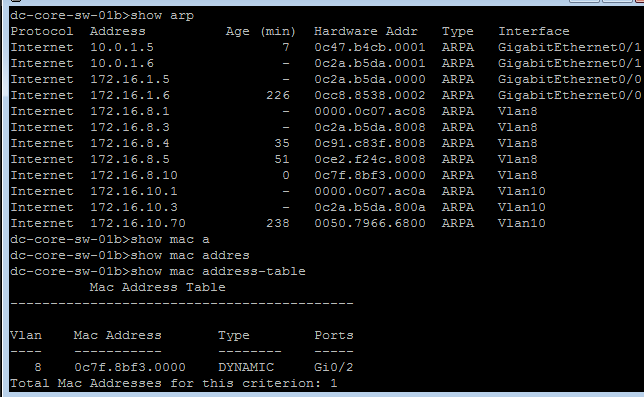 dc-core-sw-01b>show arp
Protocol  Address          Age (min)  Hardware Addr   Type   Interface
Internet  10.0.1.5                7   0c47.b4cb.0001  ARPA   GigabitEthernet0/1
Internet  10.0.1.6                -   0c2a.b5da.0001  ARPA   GigabitEthernet0/1
Internet  172.16.1.5              -   0c2a.b5da.0000  ARPA   GigabitEthernet0/0
Internet  172.16.1.6            226   0cc8.8538.0002  ARPA   GigabitEthernet0/0
Internet  172.16.8.1              -   0000.0c07.ac08  ARPA   Vlan8
Internet  172.16.8.3              -   0c2a.b5da.8008  ARPA   Vlan8
Internet  172.16.8.4             35   0c91.c83f.8008  ARPA   Vlan8
Internet  172.16.8.5             51   0ce2.f24c.8008  ARPA   Vlan8
Internet  172.16.8.10             0   0c7f.8bf3.0000  ARPA   Vlan8
Internet  172.16.10.1             -   0000.0c07.ac0a  ARPA   Vlan10
Internet  172.16.10.3             -   0c2a.b5da.800a  ARPA   Vlan10
Internet  172.16.10.70          238   0050.7966.6800  ARPA   Vlan10
dc-core-sw-01b>show mac a
dc-core-sw-01b>show mac addres
dc-core-sw-01b>show mac address-table
          Mac Address Table
-------------------------------------------
Vlan    Mac Address       Type        Ports
----    -----------       --------    -----
   8    0c7f.8bf3.0000    DYNAMIC     Gi0/2
Total Mac Addresses for this criterion: 1